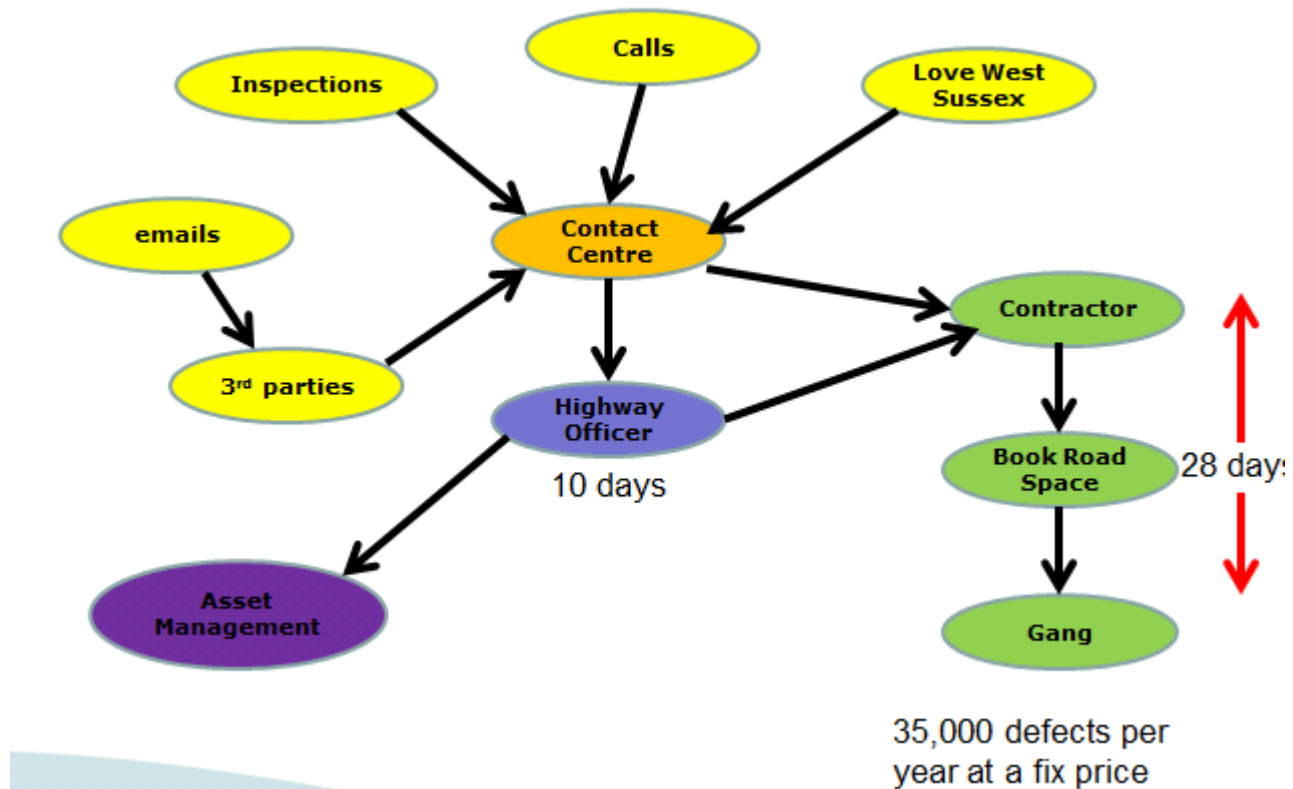 Calls
Inspections
Love West
Sussex
emails
Contact
Centre
Contractor
3rd parties
Highway
Officer
10 days
Book Road
Space
28 days
Asset
Management
Gang
35,000 defects per
year at a fix price